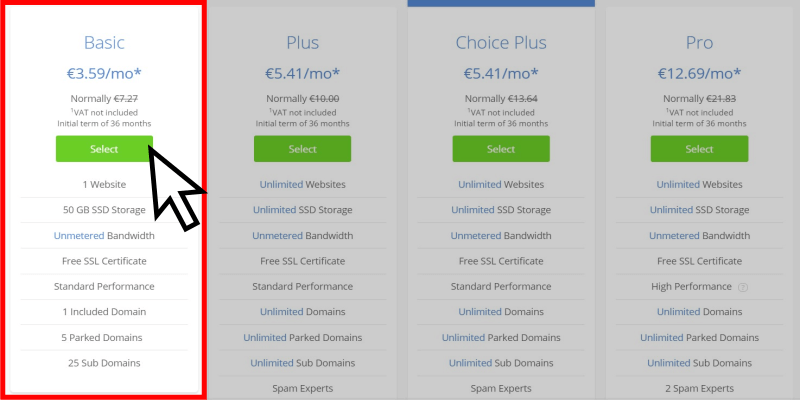 Basic
€3.59/mo*
Normally €7.27
¹VAT not included
Initial term of 36 months
Select
1 Website
50 GB SSD Storage
Unmetered Bandwidth
Free SSL Certificate
Standard Performance
1 Included Domain
5 Parked Domains
25 Sub Domains
Plus
€5.41/mo*
Normally €10.00
¹VAT not included
Initial term of 36 months
Select
Unlimited Websites
Unlimited SSD Storage
Unmetered Bandwidth
Free SSL Certificate
Standard Performance
Unlimited Domains
Unlimited Parked Domains
Unlimited Sub Domains
Spam Experts
Choice Plus
€5.41/mo*
Normally €13.64
¹VAT not included
Initial term of 36 months
Select
Unlimited Websites
Unlimited SSD Storage
Unmetered Bandwidth
Free SSL Certificate
Standard Performance
Unlimited Domains
Unlimited Parked Domains
Unlimited Sub Domains
Spam Experts
Pro
€12.69/mo*
Normally €21.83
¹VAT not included
Initial term of 36 months
Select
Unlimited Websites
Unlimited SSD Storage
Unmetered Bandwidth
Free SSL Certificate
High Performance ?
Unlimited Domains
Unlimited Parked Domains
Unlimited Sub Domains
2 Spam Experts